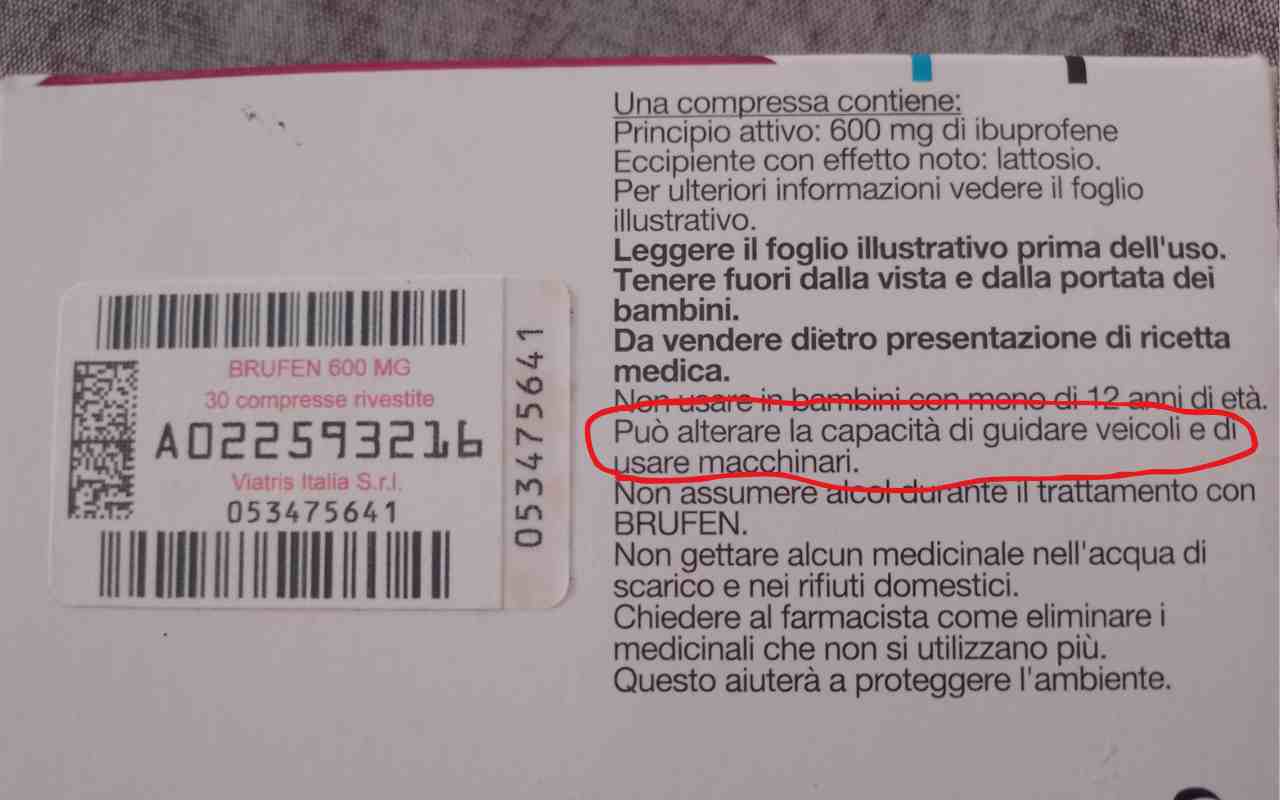 BRUFEN 600 MG
30 compresse rivestite
A022593216
Viatris Italia S.r.l.
053475641
053475641
Una compressa contiene:
Principio attivo: 600 mg di ibuprofene
Eccipiente con effetto noto: lattosio.
Per ulteriori informazioni vedere il foglio
illustrativo.
Leggere il foglio illustrativo prima dell'uso.
Tenere fuori dalla vista e dalla portata dei
bambini.
Da vendere dietro presentazione di ricetta
medica.
Non usare in bambini con meno di 12 anni di età.
Può alterare la capacità di guidare veicoli e di
usare macchinari.
Non assumere alcol durante il trattamento con
BRUFEN.
Non gettare alcun medicinale nell'acqua di
scarico e nei rifiuti domestici.
Chiedere al farmacista come eliminare i
medicinali che non si utilizzano più.
Questo aiuterà a proteggere l'ambiente.